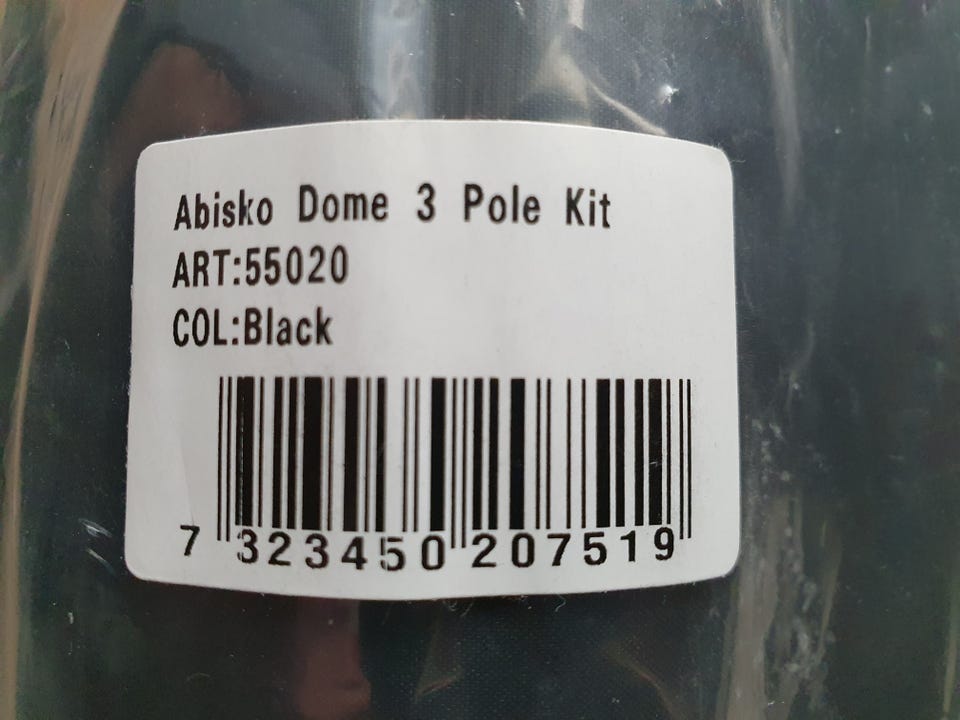 Abisko Dome 3 Pole Kit
ART:55020
COL:Black
7 323450 207519